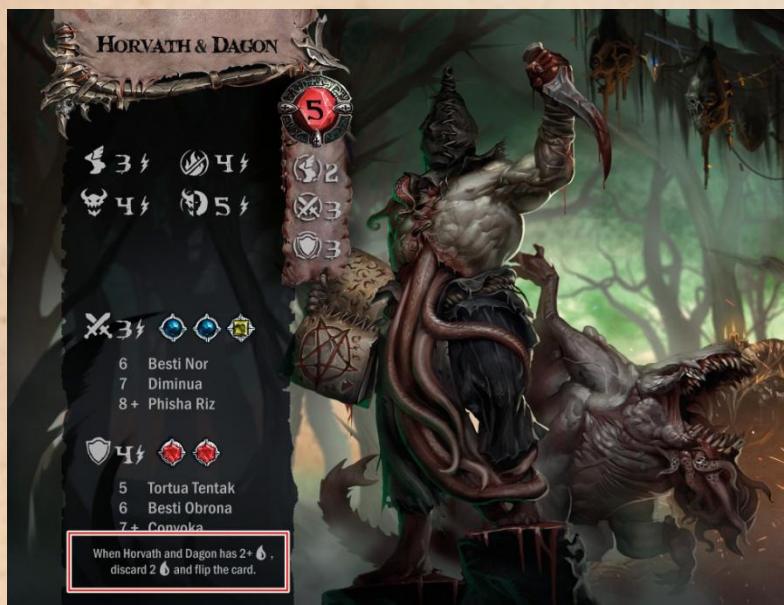 HORVATH & DAGON
5
3 4
2
4 5
3
3
3
6 Besti Nor
7 Diminua
8+ Phisha Riz
4
5 Tortua Tentak
6 Besti Obrona
7+ Convoka
When Horvath and Dagon has 2+ ,
discard 2 and flip the card.